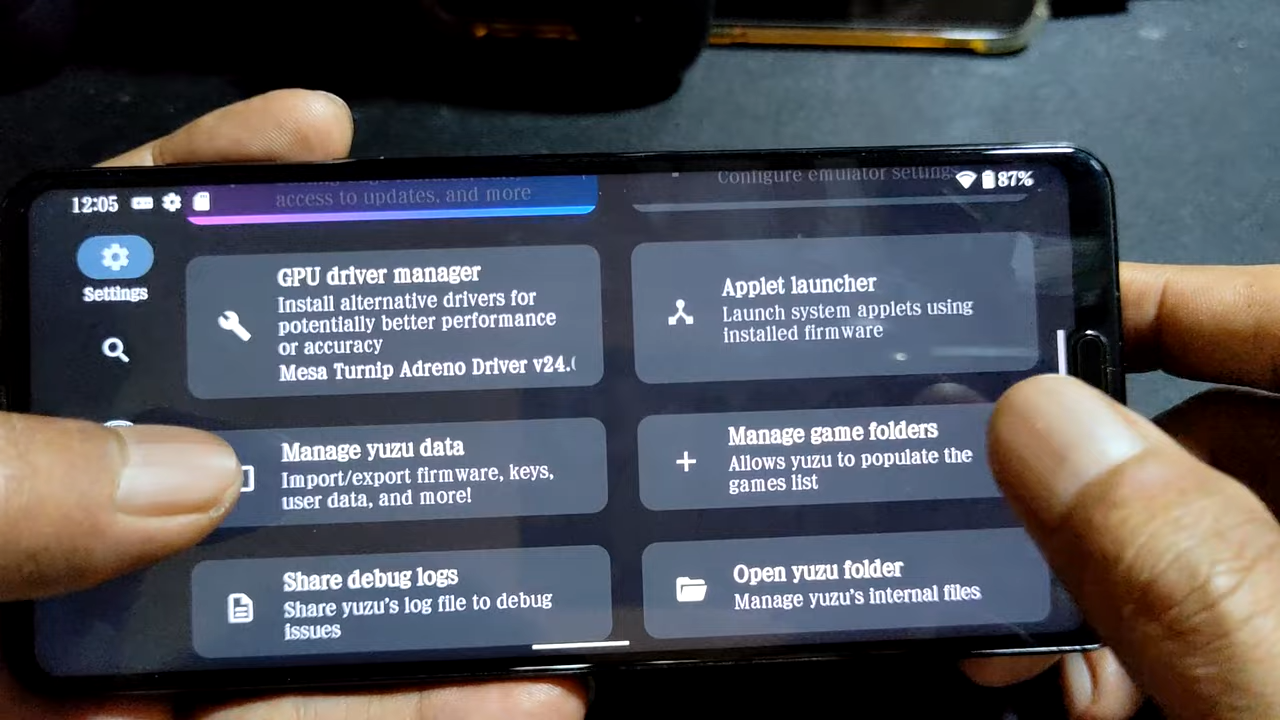 12:05
87%
access to updates, and more
Configure emulator setting
Settings
GPU driver manager
Install alternative drivers for
potentially better performance
or accuracy
Mesa Turnip Adreno Driver v24.
Applet launcher
Launch system applets using
installed firmware
Manage yuzu data
Import/export firmware, keys,
user data, and more!
Manage game folders
Allows yuzu to populate the
games list
Share debug logs
Share yuzu's log file to debug
issues
Open yuzu folder
Manage yuzu's internal files